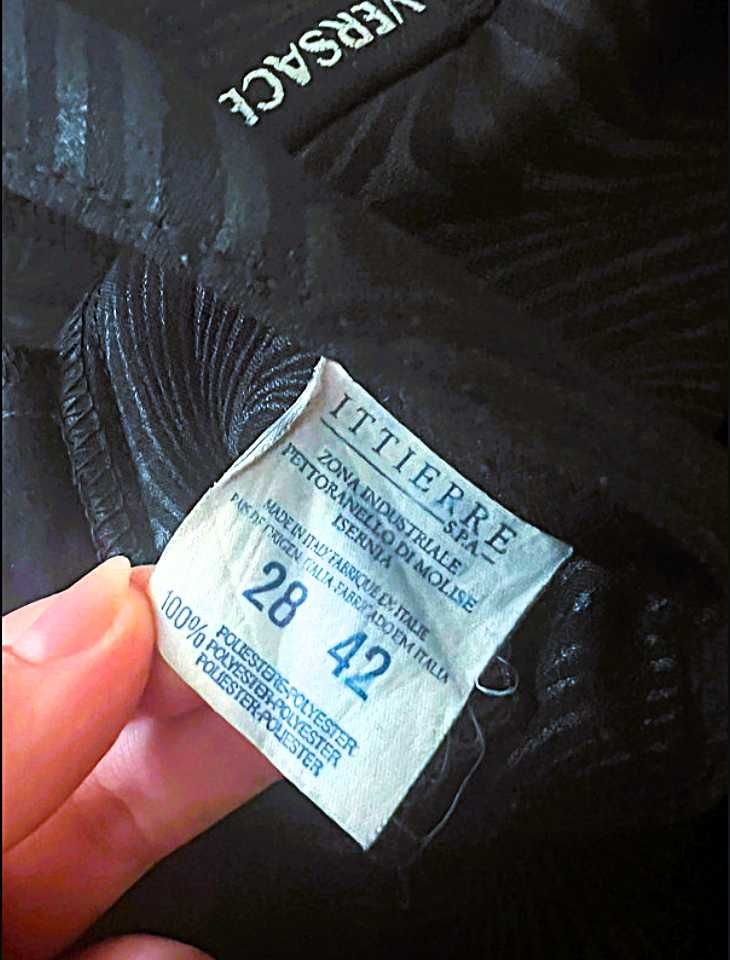 VERSACE
ITTIERRE
SPA
ZONA INDUSTRIALE
PETTORANELLO DI MOLISE
ISERNIA
MADE IN ITALY FABRIQUE EN ITALIE
PAIS DE ORIGEN ITALIA FABRICADO EM ITALIA
28 42
100% POLIESTERE-POLYESTER
POLYESTER-POLYESTER
POLIESTER-POLIESTER